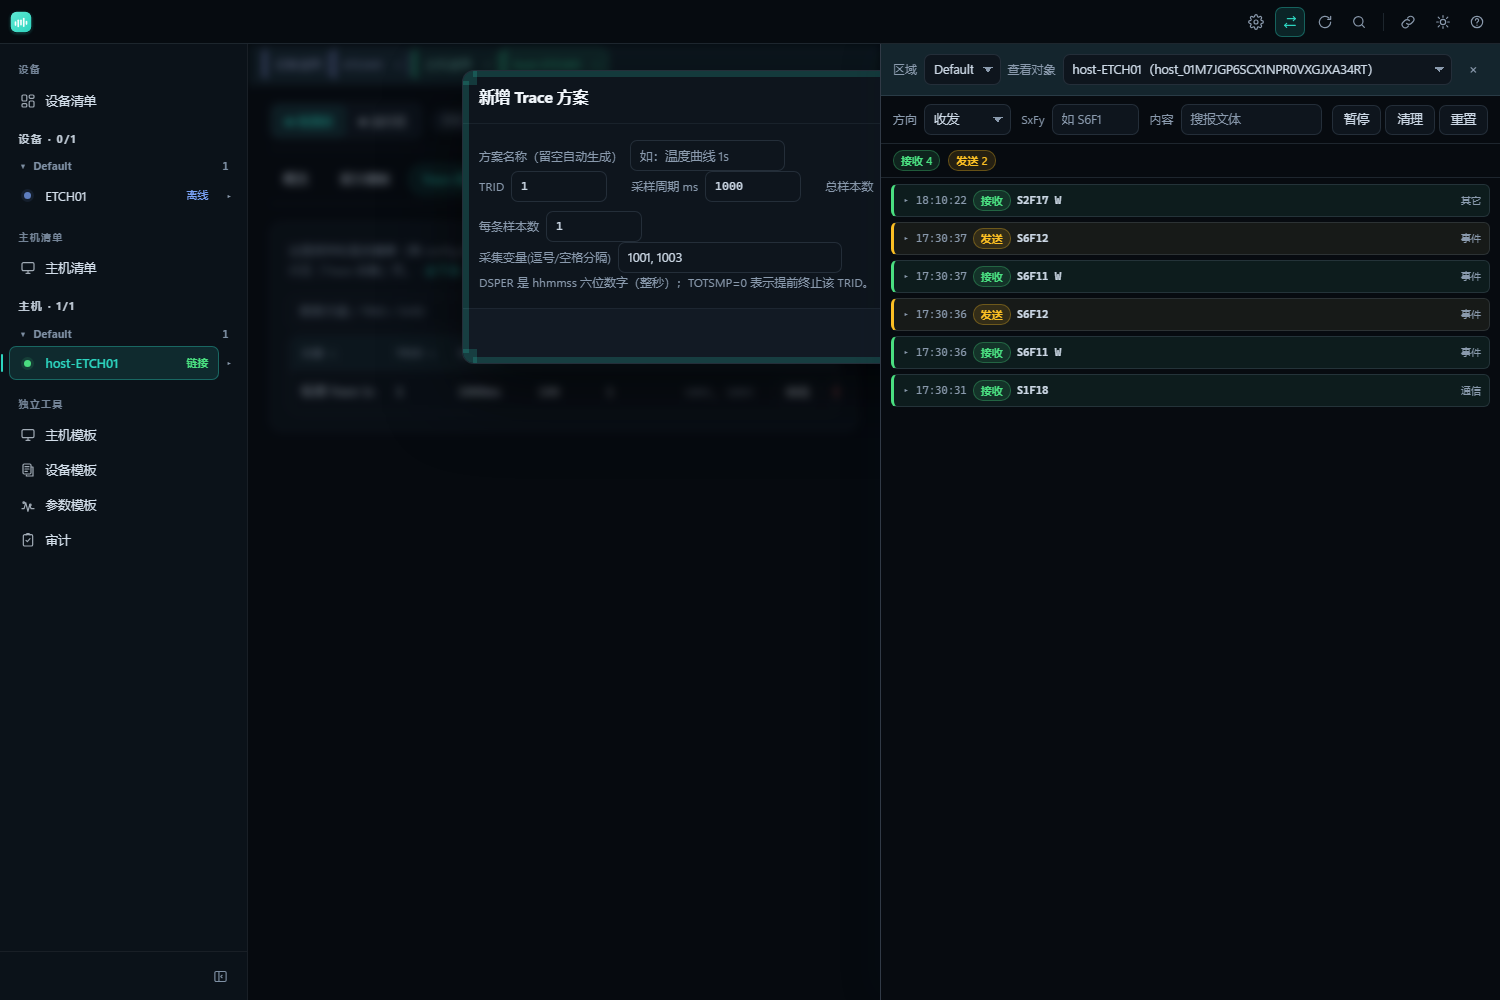 区域
Default
查看对象
host-ETCH01（host_01M7JGP6SCX1NPR0VXGJXA34RT）
×
设备
设备清单
设备 · 0/1
Default 1
ETCH01 离线
主机清单
主机清单
主机 · 1/1
Default 1
host-ETCH01 链接
独立工具
主机模板
设备模板
参数模板
审计
新增 Trace 方案
方案名称（留空自动生成） 如：温度曲线 1s
TRID 1 采样周期 ms 1000 总样本数
每条样本数 1
采集变量(逗号/空格分隔) 1001, 1003
DSPER 是 hhmmss 六位数字（整秒）；TOTSMP=0 表示提前终止该 TRID。
方向 收发 SxFy 如 S6F1 内容 搜报文体 暂停 清理 重置
接收 4 发送 2
18:10:22 接收 S2F17 W 其它
17:30:37 发送 S6F12 事件
17:30:37 接收 S6F11 W 事件
17:30:36 发送 S6F12 事件
17:30:36 接收 S6F11 W 事件
17:30:31 接收 S1F18 通信